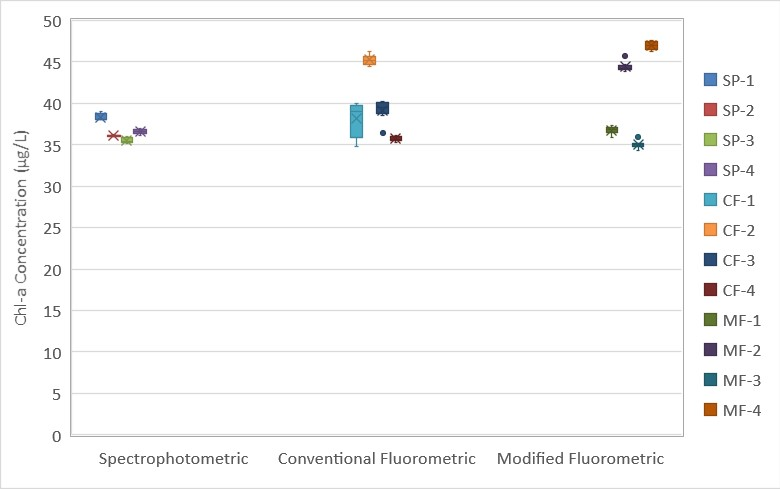 50
45
40
35
30
25
20
15
10
5
0
Chl-a Concentration (µg/L)
Spectrophotometric
Conventional Fluorometric
Modified Fluorometric
SP-1
SP-2
SP-3
SP-4
CF-1
CF-2
CF-3
CF-4
MF-1
MF-2
MF-3
MF-4